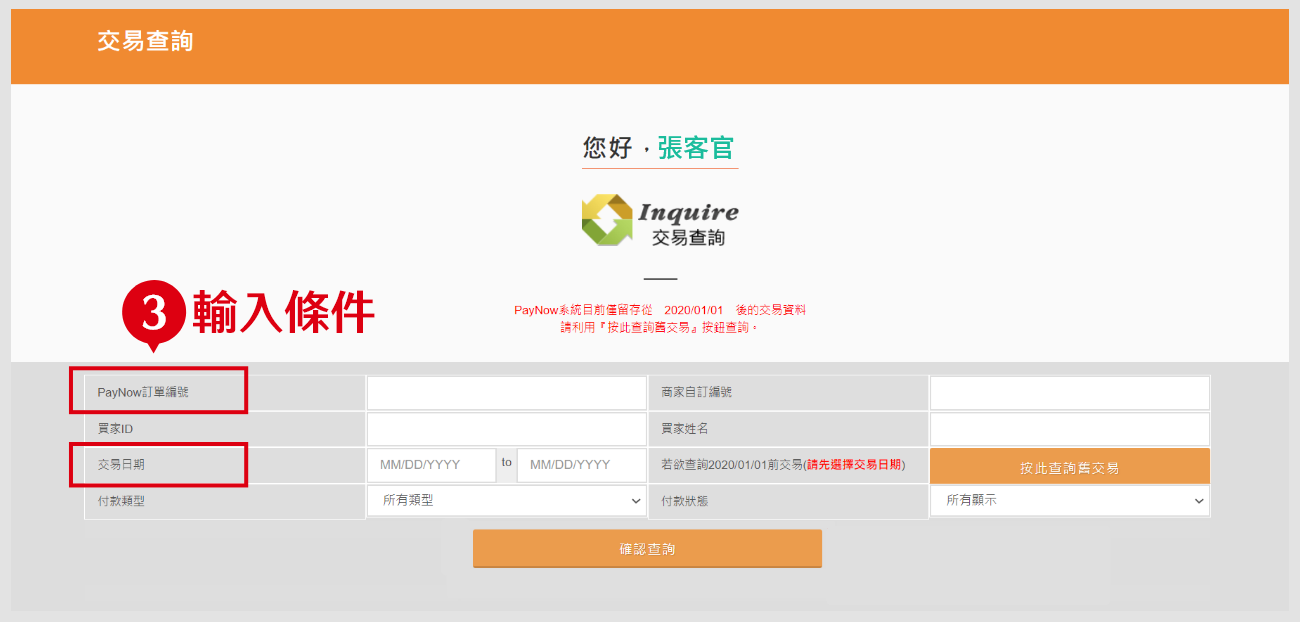 交易查詢
您好，張客官
Inquire
交易查詢
PayNow系統目前僅留存從 2020/01/01 後的交易資料
請利用『按此查詢舊交易』按鈕查詢。
3 輸入條件
PayNow訂單編號 商家自訂編號
買家ID 買家姓名
交易日期 MM/DD/YYYY to MM/DD/YYYY 若欲查詢2020/01/01前交易(請先選擇交易日期) 按此查詢舊交易
付款類型 所有類型 付款狀態 所有顯示
確認查詢